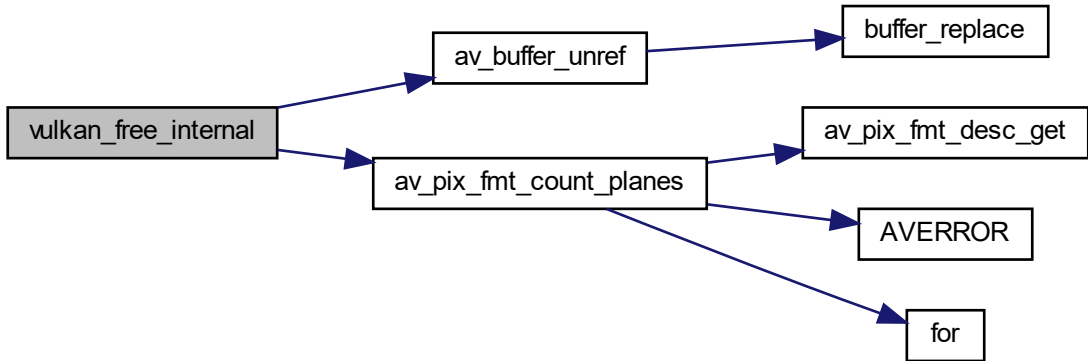 vulkan_free_internal
av_buffer_unref
buffer_replace
av_pix_fmt_count_planes
av_pix_fmt_desc_get
AVERROR
for